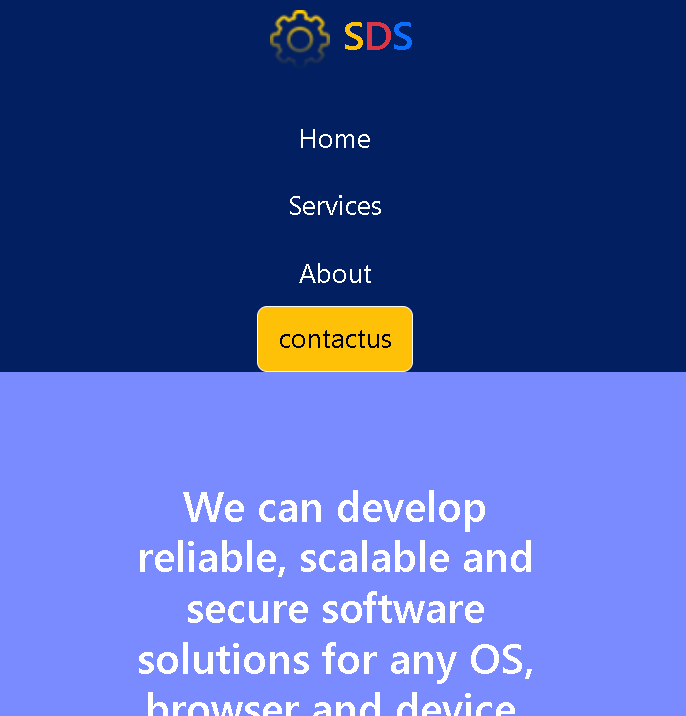 SDS
Home
Services
About
contactus
We can develop
reliable, scalable and
secure software
solutions for any OS,
browser and device.